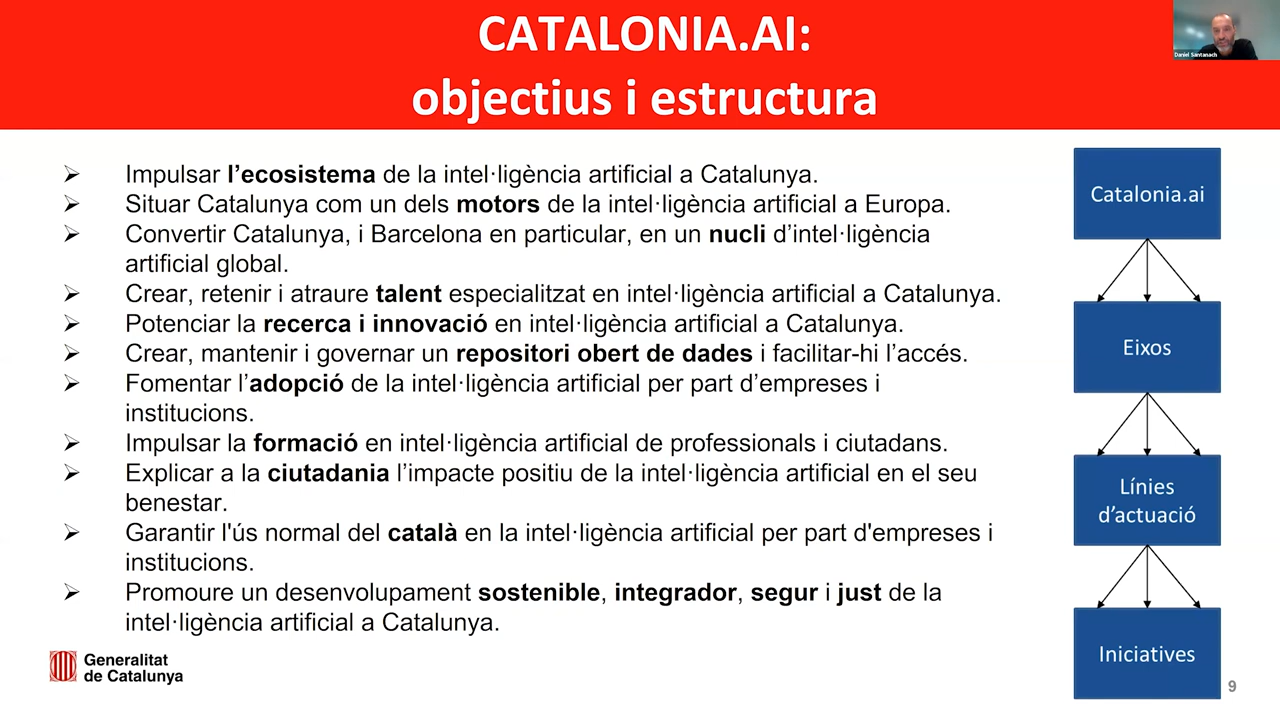 CATALONIA.AI:
objectius i estructura
Daniel Santanach
➢ Impulsar l’ecosistema de la intel·ligència artificial a Catalunya.
➢ Situar Catalunya com un dels motors de la intel·ligència artificial a Europa.
➢ Convertir Catalunya, i Barcelona en particular, en un nucli d’intel·ligència
artificial global.
➢ Crear, retenir i atraure talent especialitzat en intel·ligència artificial a Catalunya.
➢ Potenciar la recerca i innovació en intel·ligència artificial a Catalunya.
➢ Crear, mantenir i governar un repositori obert de dades i facilitar-hi l’accés.
➢ Fomentar l’adopció de la intel·ligència artificial per part d’empreses i
institucions.
➢ Impulsar la formació en intel·ligència artificial de professionals i ciutadans.
➢ Explicar a la ciutadania l’impacte positiu de la intel·ligència artificial en el seu
benestar.
➢ Garantir l'ús normal del català en la intel·ligència artificial per part d'empreses i
institucions.
➢ Promoure un desenvolupament sostenible, integrador, segur i just de la
intel·ligència artificial a Catalunya.
Catalonia.ai
Eixos
Línies
d’actuació
Iniciatives
Generalitat
de Catalunya
9